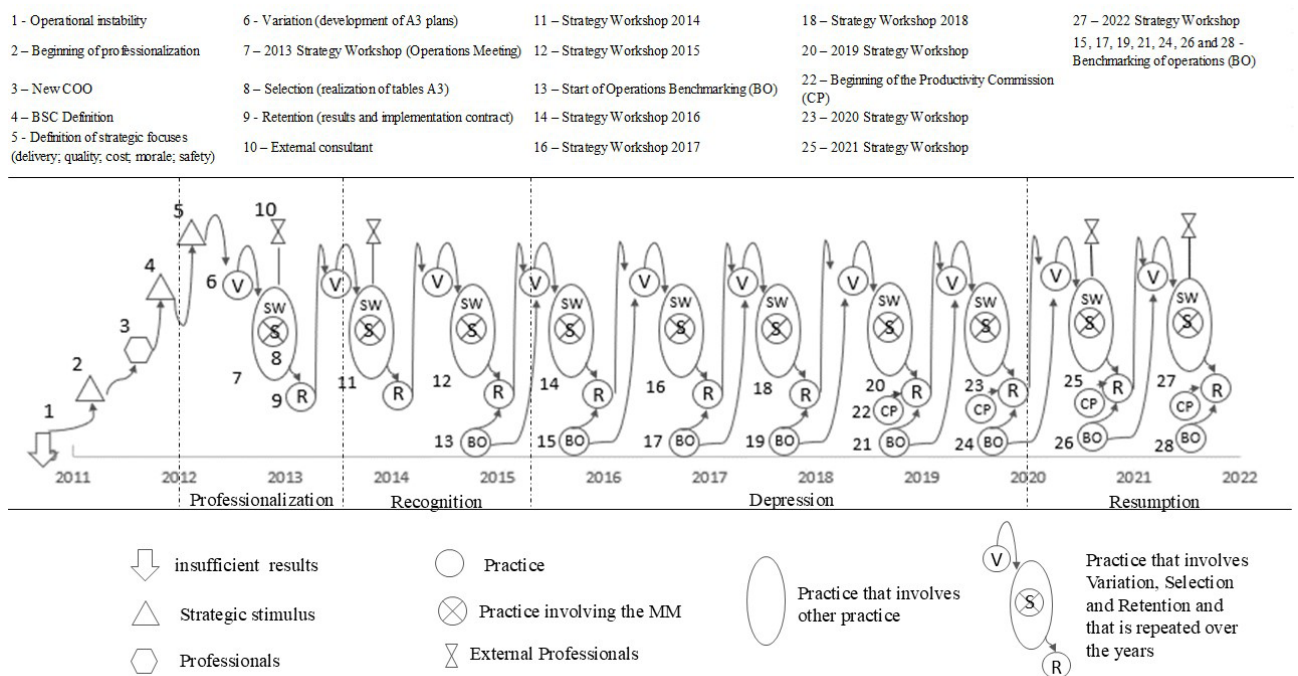 1 - Operational instability
2 – Beginning of professionalization
3 – New COO
4 – BSC Definition
5 - Definition of strategic focuses
(delivery; quality; cost; morale; safety)
6 - Variation (development of A3 plans)
7 – 2013 Strategy Workshop (Operations Meeting)
8 – Selection (realization of tables A3)
9 - Retention (results and implementation contract)
10 – External consultant
11 – Strategy Workshop 2014
12 – Strategy Workshop 2015
13 – Start of Operations Benchmarking (BO)
14 – Strategy Workshop 2016
16 – Strategy Workshop 2017
18 – Strategy Workshop 2018
20 – 2019 Strategy Workshop
22 – Beginning of the Productivity Commission
(CP)
23 – 2020 Strategy Workshop
25 – 2021 Strategy Workshop
27 – 2022 Strategy Workshop
15, 17, 19, 21, 24, 26 and 28 -
Benchmarking of operations (BO)
5 10
4 6 V V V V V V V V V V
SW SW SW SW SW SW SW SW SW SW
3 S S S S S S S S S S
2 8
7 11 12 14 16 18 20 23 25 27
1 9 R R R R R R R R R R
22 CP CP CP CP
13 BO 15 BO 17 BO 19 BO 21 BO 24 BO 26 BO 28 BO
2011 2012 2013 2014 2015 2016 2017 2018 2019 2020 2021 2022
Professionalization Recognition Depression Resumption
insufficient results
Strategic stimulus
Professionals
Practice
Practice involving the MM
External Professionals
Practice that involves
other practice
V
S
R
Practice that involves
Variation, Selection
and Retention and
that is repeated over
the years